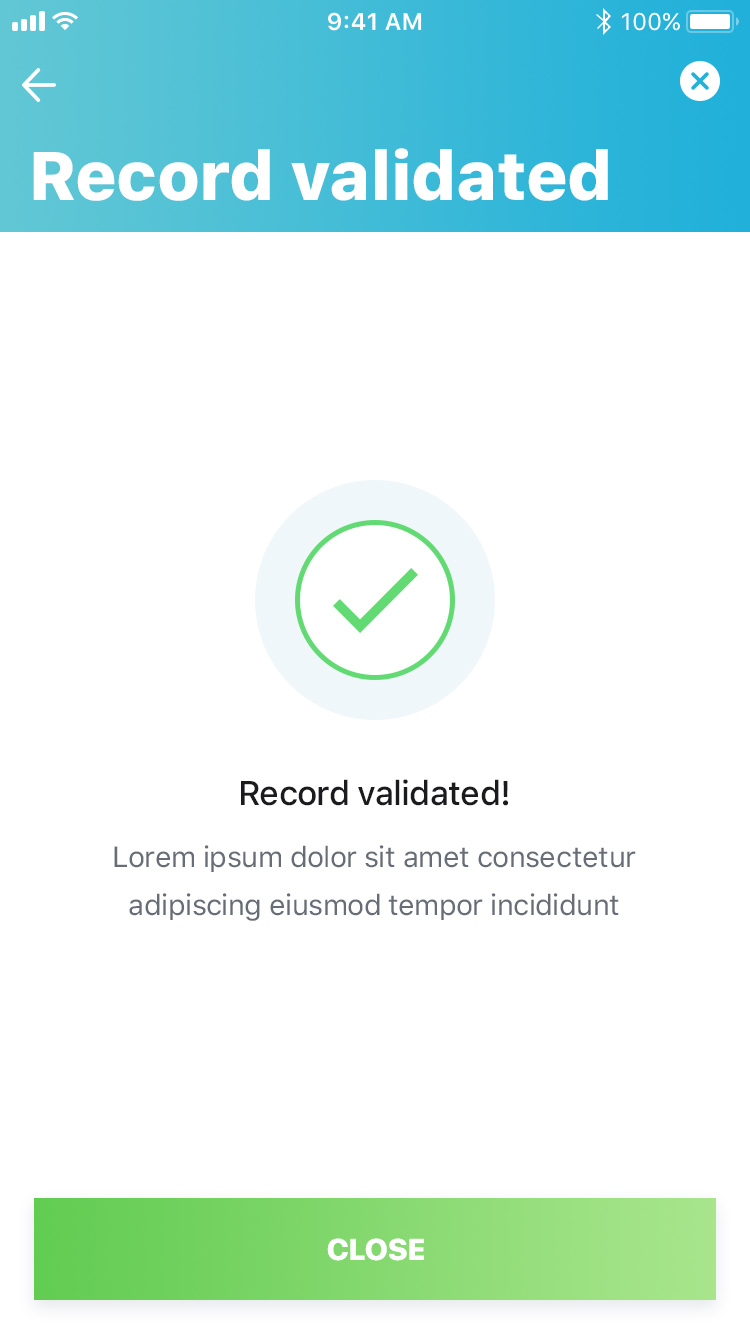 9:41 AM 100%
Record validated
Record validated!
Lorem ipsum dolor sit amet consectetur
adipiscing eiusmod tempor incididunt
CLOSE